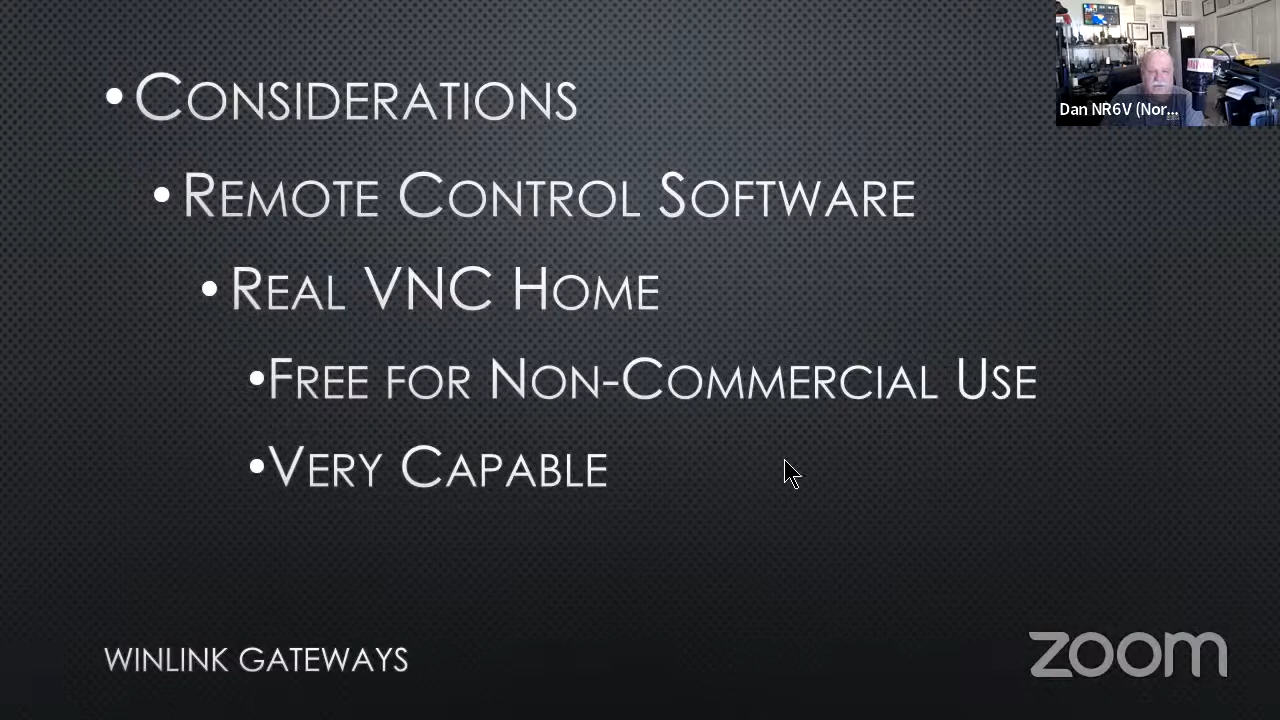 • CONSIDERATIONS
• REMOTE CONTROL SOFTWARE
• REAL VNC HOME
•FREE FOR NON-COMMERCIAL USE
•VERY CAPABLE
WINLINK GATEWAYS
zoom
Dan NR6V (Nor...